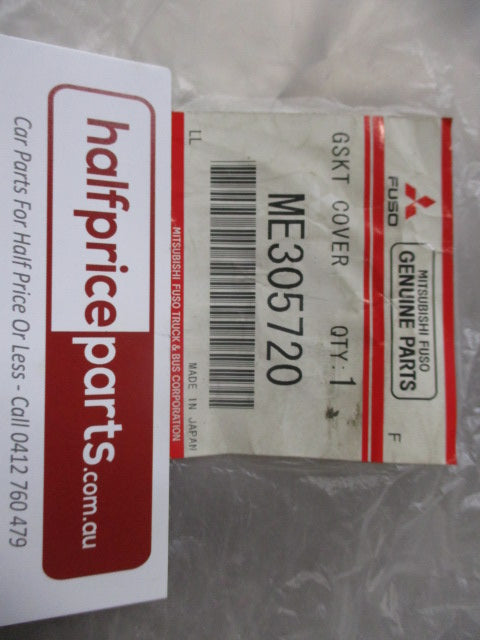 FUSO
MITSUBISHI FUSO
GENUINE PARTS
F
GSKT COVER QTY:1
ME305720
LL
MADE IN JAPAN
MITSUBISHI FUSO TRUCK & BUS CORPORATION
halfpriceparts.com.au
Car Parts For Half Price Or Less - Call 0412 760 479